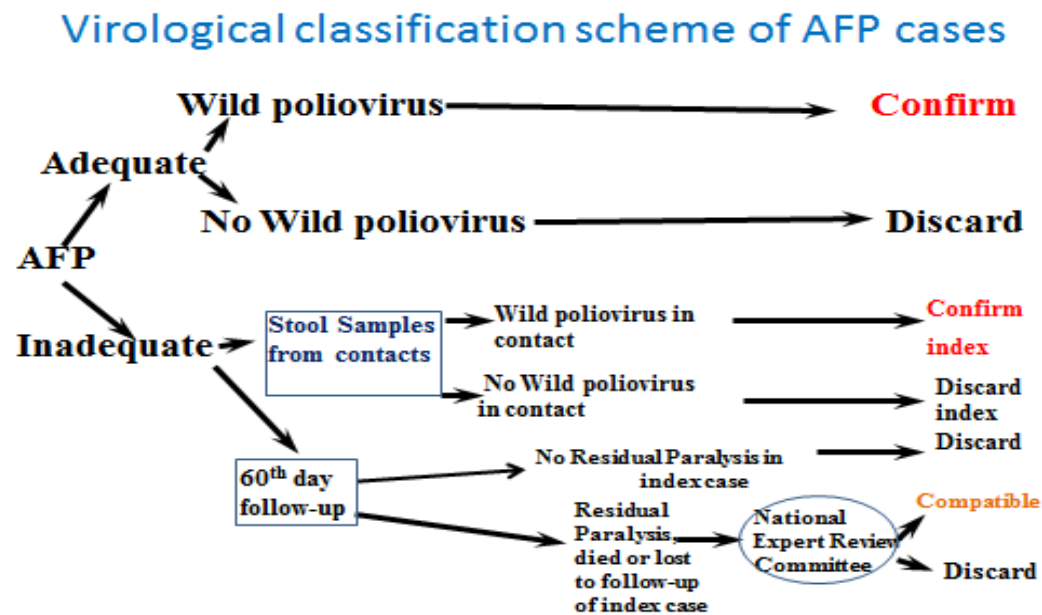 Virological classification scheme of AFP cases
Wild poliovirus
Confirm
Adequate
No Wild poliovirus
Discard
AFP
Inadequate
Stool Samples
from contacts
Wild poliovirus in
contact
Confirm
index
No Wild poliovirus
in contact
Discard
index
60th day
follow-up
No Residual Paralysis in
index case
Discard
Residual
Paralysis,
died or lost
to follow-up
of index case
National
Expert Review
Committee
Compatible
Discard